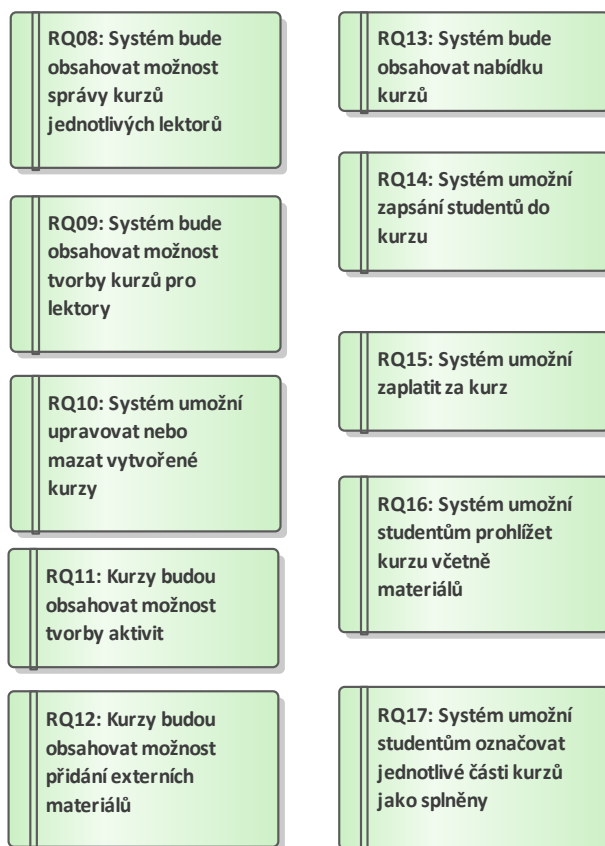 RQ08: Systém bude
obsahovat možnost
správy kurzů
jednotlivých lektorů
RQ09: Systém bude
obsahovat možnost
tvorby kurzů pro
lektory
RQ10: Systém umožní
upravovat nebo
mazat vytvořené
kurzy
RQ11: Kurzy budou
obsahovat možnost
tvorby aktivit
RQ12: Kurzy budou
obsahovat možnost
přidání externích
materiálů
RQ13: Systém bude
obsahovat nabídku
kurzů
RQ14: Systém umožní
zapsání studentů do
kurzu
RQ15: Systém umožní
zaplatit za kurz
RQ16: Systém umožní
studentům prohlížet
kurzu včetně
materiálů
RQ17: Systém umožní
studentům označovat
jednotlivé části kurzů
jako splněny